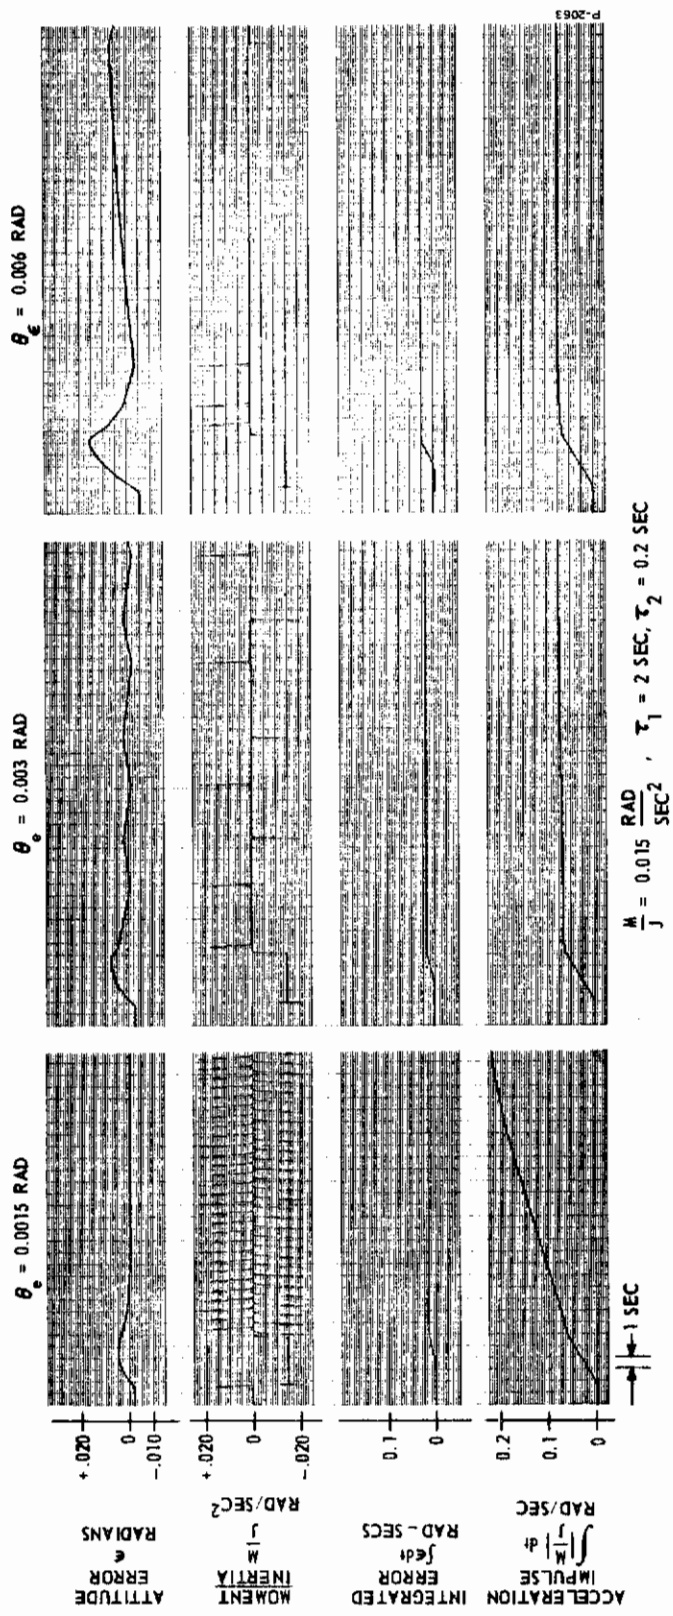 θe = 0.0015 RAD
θe = 0.003 RAD
θϵ = 0.006 RAD
ATTITUDE
ERROR
ϵ
RADIANS
+.020
0
-.010
MOMENT
INERTIA
M
J
RAD/SEC²
+.020
0
-.020
INTEGRATED
ERROR
∫ϵdt
RAD-SECS
0.1
0
ACCELERATION
IMPULSE
∫|M/J| dt
RAD/SEC
0.2
0.1
0
1 SEC
M/J = 0.015 RAD/SEC² , τ1 = 2 SEC, τ2 = 0.2 SEC
P-2063